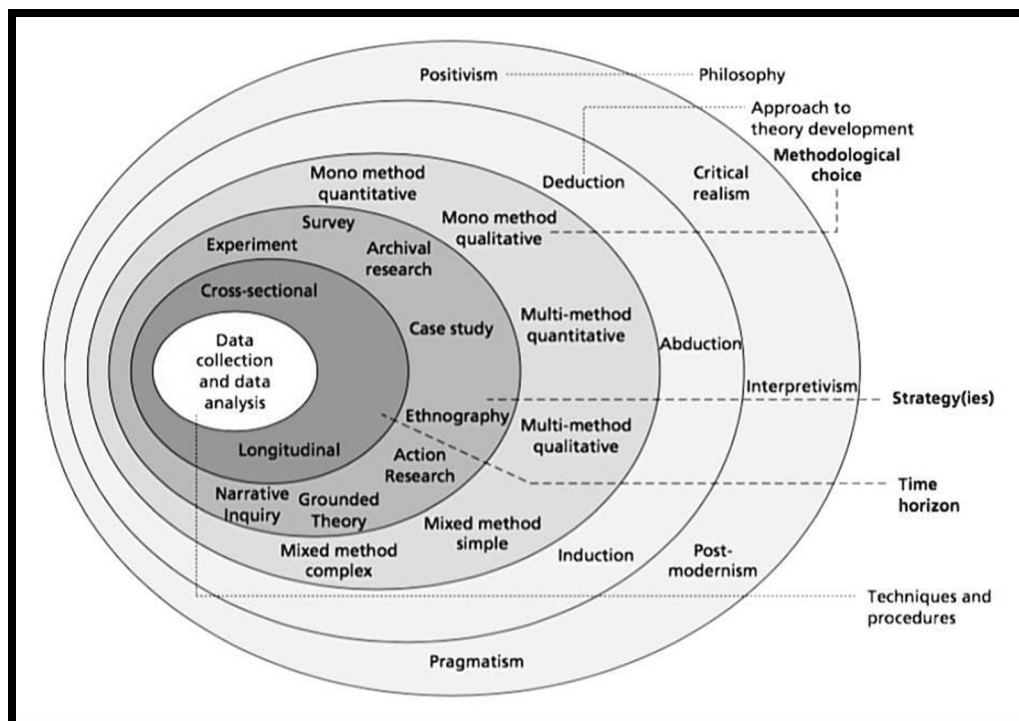 Positivism
Philosophy
Approach to
theory development
Methodological
choice
Critical
realism
Deduction
Mono method
quantitative
Mono method
qualitative
Survey
Experiment
Archival
research
Cross-sectional
Case study
Multi-method
quantitative
Abduction
Data
collection
and data
analysis
Interpretivism
Strategy(ies)
Ethnography
Multi-method
qualitative
Longitudinal
Action
Research
Time
horizon
Narrative
Inquiry
Grounded
Theory
Mixed method
simple
Mixed method
complex
Induction
Post-
modernism
Techniques and
procedures
Pragmatism